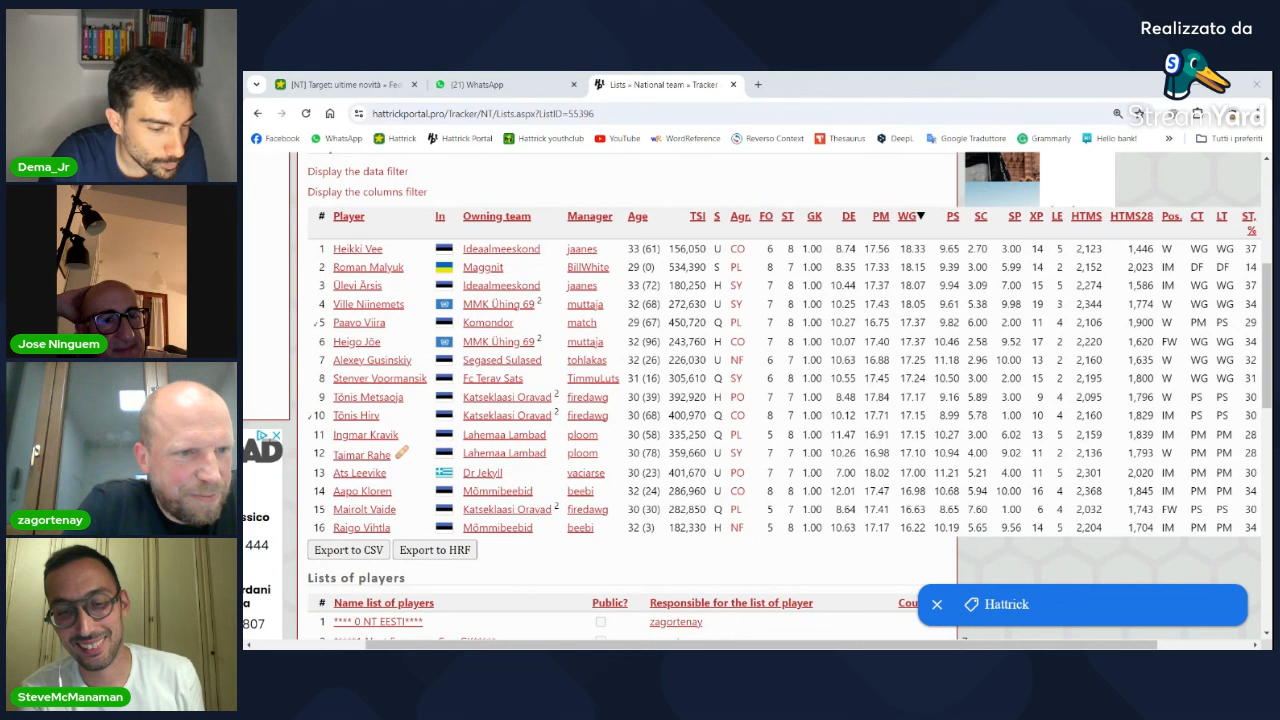 Realizzato da
StreamYard
[NT] Target: ultime novità » Fec
(21) WhatsApp
Lists » National team » Tracker
hattrickportal.pro/Tracker/NT/Lists.aspx?ListID=55396
Facebook WhatsApp Hattrick Hattrick Portal Hattrick youthclub YouTube WordReference Reverso Context Thesaurus DeepL Google Traduttore Grammarly Hello bank! » Tutti i preferiti
Display the data filter
Display the columns filter
# Player In Owning team Manager Age TSI S Agr. FO ST GK DE PM WG▼ PS SC SP XP LE HTMS HTMS28 Pos. CT LT ST, %
1 Heikki Vee Ideaalmeeskond jaanes 33 (61) 156,050 U CO 6 8 1.00 8.74 17.56 18.33 9.65 2.70 3.00 14 5 2,123 1,446 W WG WG 37
2 Roman Malyuk Maggnit BillWhite 29 (0) 534,390 S PL 8 7 1.00 8.35 17.33 18.15 9.39 3.00 5.99 14 2 2,152 2,023 IM DF DF 14
3 Ülevi Ärsis Ideaalmeeskond jaanes 33 (72) 180,250 H SY 7 8 1.00 10.44 17.37 18.07 9.94 3.09 7.00 15 5 2,274 1,586 IM WG WG 37
4 Ville Niinemets MMK Ühing 69 2 muttaja 32 (68) 272,630 U SY 7 8 1.00 11.22 17.43 18.05 9.61 5.38 9.98 19 3 2,344 1,774 W WG WG 34
✓5 Paavo Viira Komondor match 29 (67) 450,720 Q PL 7 8 1.00 10.27 16.75 17.37 9.82 6.00 2.00 11 4 2,106 1,900 W PM PS 29
6 Heigo Jõe MMK Ühing 69 2 muttaja 32 (96) 243,760 H CO 8 8 1.00 10.07 17.40 17.37 10.46 2.58 9.52 17 2 2,220 1,620 FW WG WG 34
7 Alexey Gusinskiy Segased Sulased tohlakas 32 (26) 226,030 U NF 6 7 1.00 10.63 16.88 17.25 11.18 2.96 10.00 13 2 2,169 1,635 W WG WG 32
8 Stenver Voormansik Fc Terav Sats TimmuLuts 31 (16) 305,610 Q SY 6 8 1.00 10.55 17.45 17.24 10.50 3.00 2.00 15 2 2,195 1,800 W WG WG 31
9 Tõnis Metsaoja Katseklaasi Oravad 2 firedawg 30 (39) 392,920 H PO 7 7 1.00 8.48 17.84 17.17 9.16 5.89 3.00 9 4 2,095 1,796 W PS PS 30
✓10 Tõnis Hirv Katseklaasi Oravad 2 firedawg 30 (68) 400,970 Q CO 7 8 1.00 10.12 17.71 17.15 8.99 5.78 1.00 10 4 2,160 1,829 IM PS PS 30
11 Ingmar Kravik Lahemaa Lambad ploom 30 (58) 335,250 Q PL 5 8 1.00 11.47 16.91 17.15 10.27 3.00 6.02 13 5 2,159 1,839 IM PM PM 28
12 Taimar Rahe Lahemaa Lambad ploom 30 (78) 359,660 U SY 7 8 1.00 10.26 16.95 17.10 10.94 4.00 9.02 11 2 2,136 1,793 W PM PM 28
13 Ats Leevike Dr Jekyll vaciarse 30 (23) 401,670 U PO 7 7 18.02 17.00 11.21 5.21 4.00 11 5 2,301 IM PM PM 30
14 Aapo Kloren Mõmmibeebid beebi 32 (24) 286,960 U CO 8 8 1.00 12.01 17.47 16.98 10.68 5.94 10.00 16 4 2,368 1,845 IM PM PM 34
15 Mairolt Vaide Katseklaasi Oravad 2 firedawg 30 (30) 282,850 Q PL 5 7 1.00 8.64 17.41 16.63 8.65 7.60 1.00 6 4 2,032 1,743 FW PS PS 30
16 Raigo Vihtla Mõmmibeebid beebi 32 (3) 182,330 H NF 5 8 1.00 10.63 17.17 16.22 10.19 5.65 9.56 14 5 2,204 1,704 IM PM PM 34
Export to CSV Export to HRF
Lists of players
# Name list of players Public? Responsible for the list of player Cou
1 **** 0 NT EESTI**** zagortenay
Hattrick
AD
ssico
444
rdani
a
807
Dema_Jr
Jose Ninguem
zagortenay
SteveMcManaman